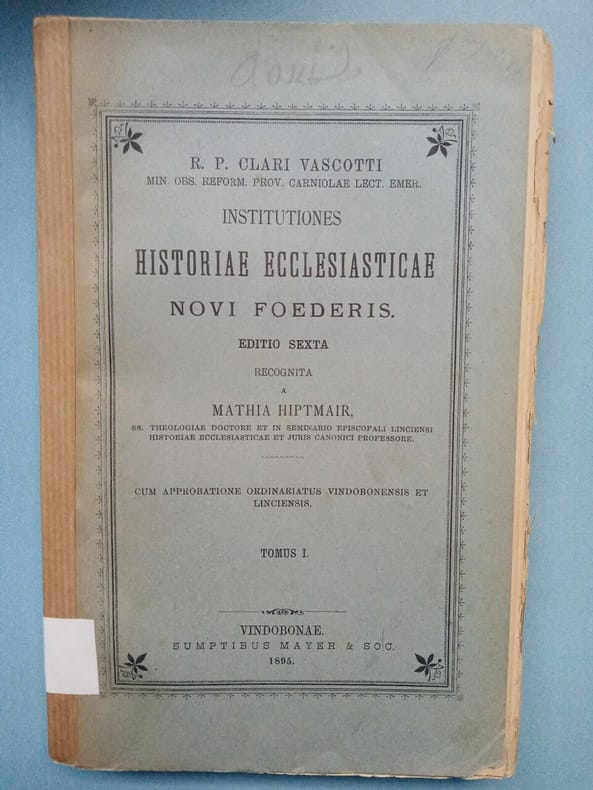 R. P. CLARI VASCOTTI
MIN. OBS. REFORM. PROV. CARNIOLAE LECT. EMER.
INSTITUTIONES
HISTORIAE ECCLESIASTICAE
NOVI FOEDERIS.
EDITIO SEXTA
RECOGNITA
A
MATHIA HIPTMAIR,
SS. THEOLOGIAE DOCTORE ET IN SEMINARIO EPISCOPALI LINCIENSI
HISTORIAE ECCLESIASTICAE ET JURIS CANONICI PROFESSORE.
CUM APPROBATIONE ORDINARIATUS VINDOBONENSIS ET
LINCIENSIS.
TOMUS I.
VINDOBONAE.
SUMPTIBUS MAYER & SOC.
1895.